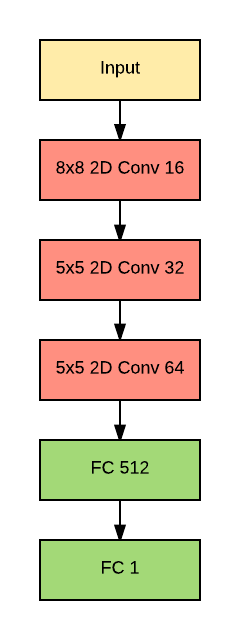 Input
8x8 2D Conv 16
5x5 2D Conv 32
5x5 2D Conv 64
FC 512
FC 1